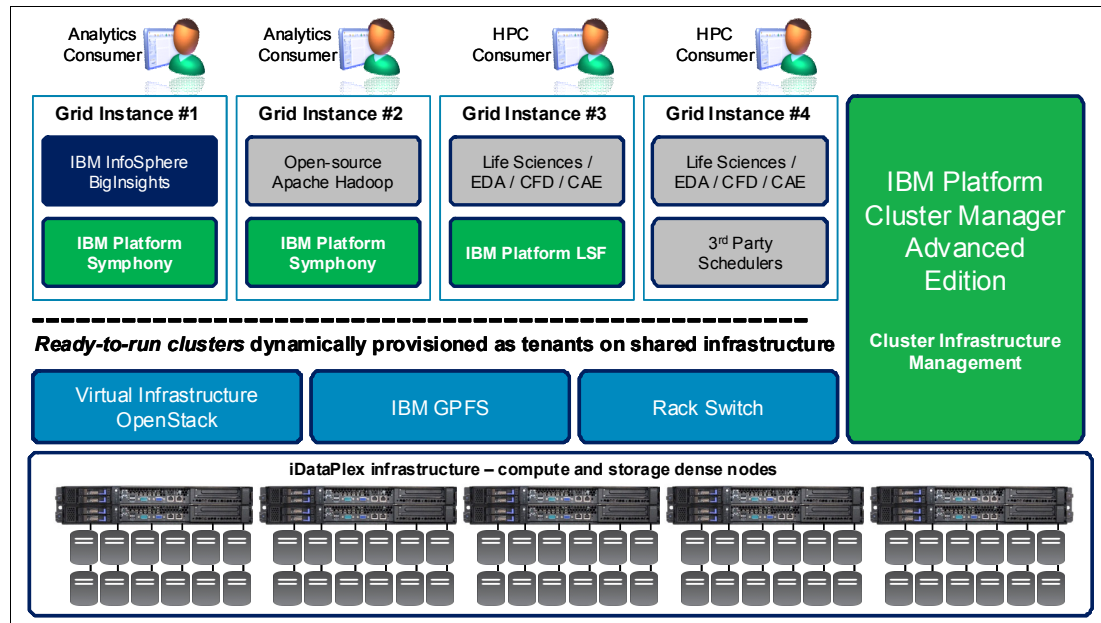 Analytics
Consumer
Analytics
Consumer
HPC
Consumer
HPC
Consumer
Grid Instance #1
IBM InfoSphere
BigInsights
IBM Platform
Symphony
Grid Instance #2
Open-source
Apache Hadoop
IBM Platform
Symphony
Grid Instance #3
Life Sciences /
EDA / CFD / CAE
IBM Platform LSF
Grid Instance #4
Life Sciences /
EDA / CFD / CAE
3rd Party
Schedulers
IBM Platform
Cluster Manager
Advanced
Edition
Cluster Infrastructure
Management
Ready-to-run clusters dynamically provisioned as tenants on shared infrastructure
Virtual Infrastructure
OpenStack
IBM GPFS
Rack Switch
iDataPlex infrastructure – compute and storage dense nodes